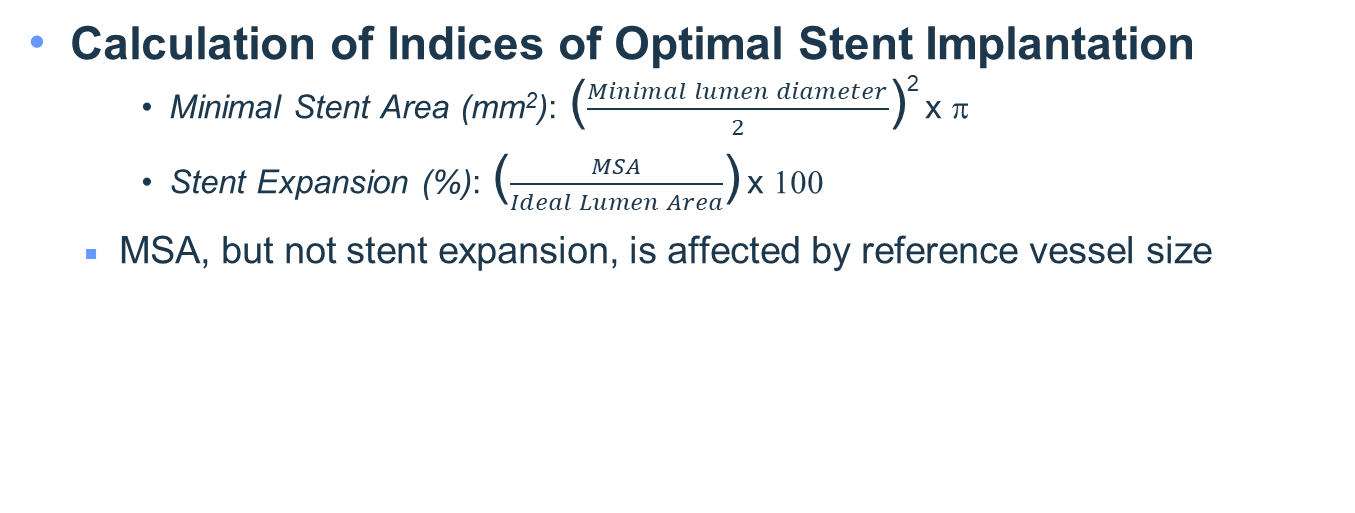 • Calculation of Indices of Optimal Stent Implantation
• Minimal Stent Area (mm²): (Minimal lumen diameter / 2)² x π
• Stent Expansion (%): (MSA / Ideal Lumen Area) x 100
▪ MSA, but not stent expansion, is affected by reference vessel size